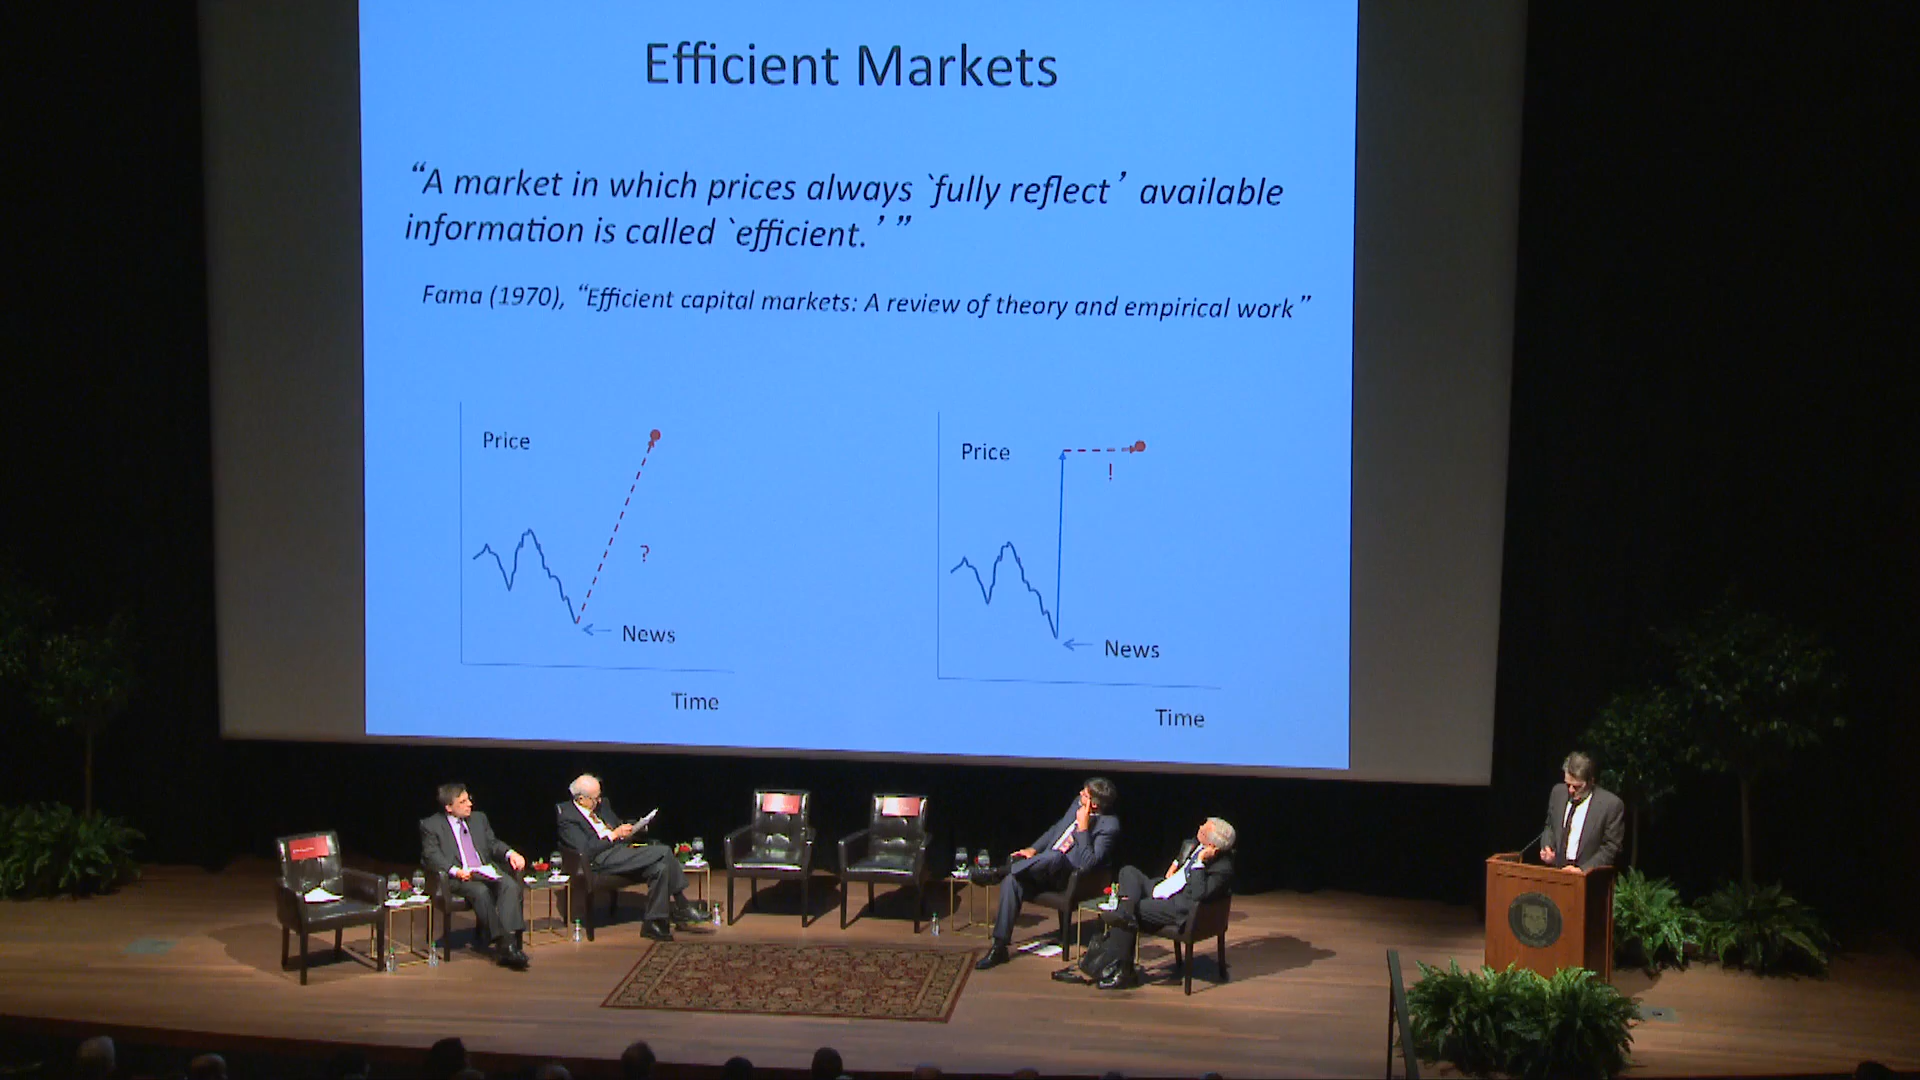 Efficient Markets
“A market in which prices always `fully reflect’ available
information is called `efficient.’”
Fama (1970), “Efficient capital markets: A review of theory and empirical work”
Price
?
News
Time
Price
!
News
Time